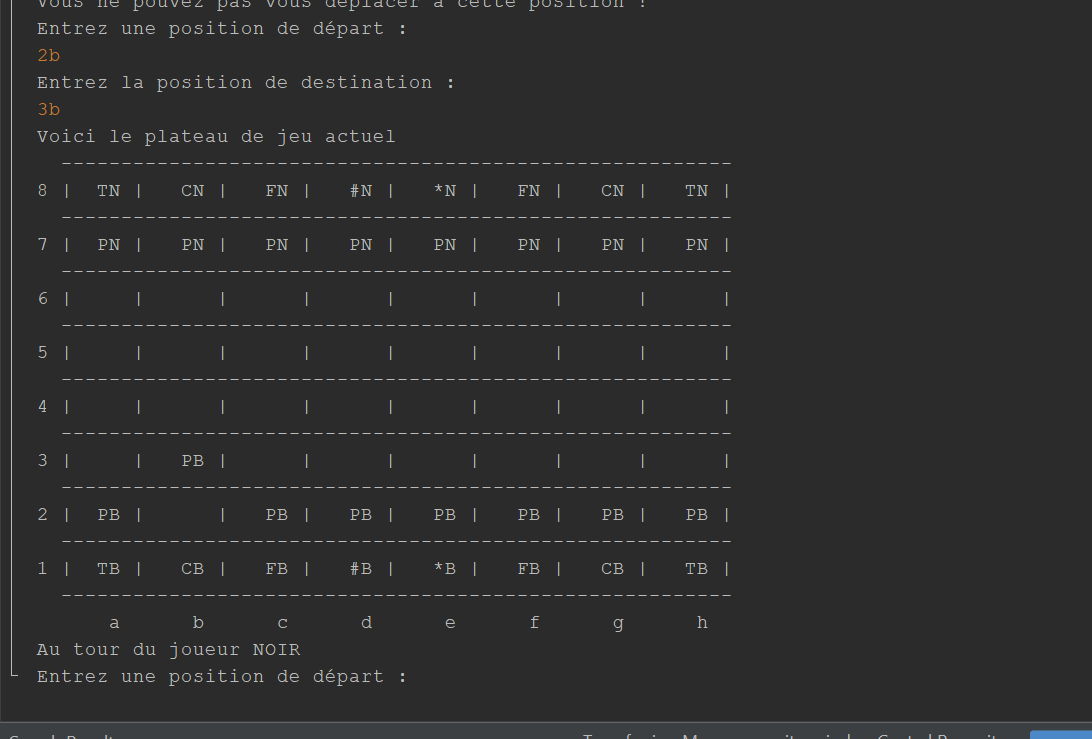 Vous ne pouvez pas vous déplacer à cette position !
Entrez une position de départ :
2b
Entrez la position de destination :
3b
Voici le plateau de jeu actuel
--------------------------------------------------------
8 |  TN |   CN |   FN |   #N |   *N |   FN |   CN |   TN |
--------------------------------------------------------
7 |  PN |   PN |   PN |   PN |   PN |   PN |   PN |   PN |
--------------------------------------------------------
6 |     |      |      |      |      |      |      |      |
--------------------------------------------------------
5 |     |      |      |      |      |      |      |      |
--------------------------------------------------------
4 |     |      |      |      |      |      |      |      |
--------------------------------------------------------
3 |     |   PB |      |      |      |      |      |      |
--------------------------------------------------------
2 |  PB |      |   PB |   PB |   PB |   PB |   PB |   PB |
--------------------------------------------------------
1 |  TB |   CB |   FB |   #B |   *B |   FB |   CB |   TB |
--------------------------------------------------------
a      b      c      d      e      f      g      h
Au tour du joueur NOIR
Entrez une position de départ :